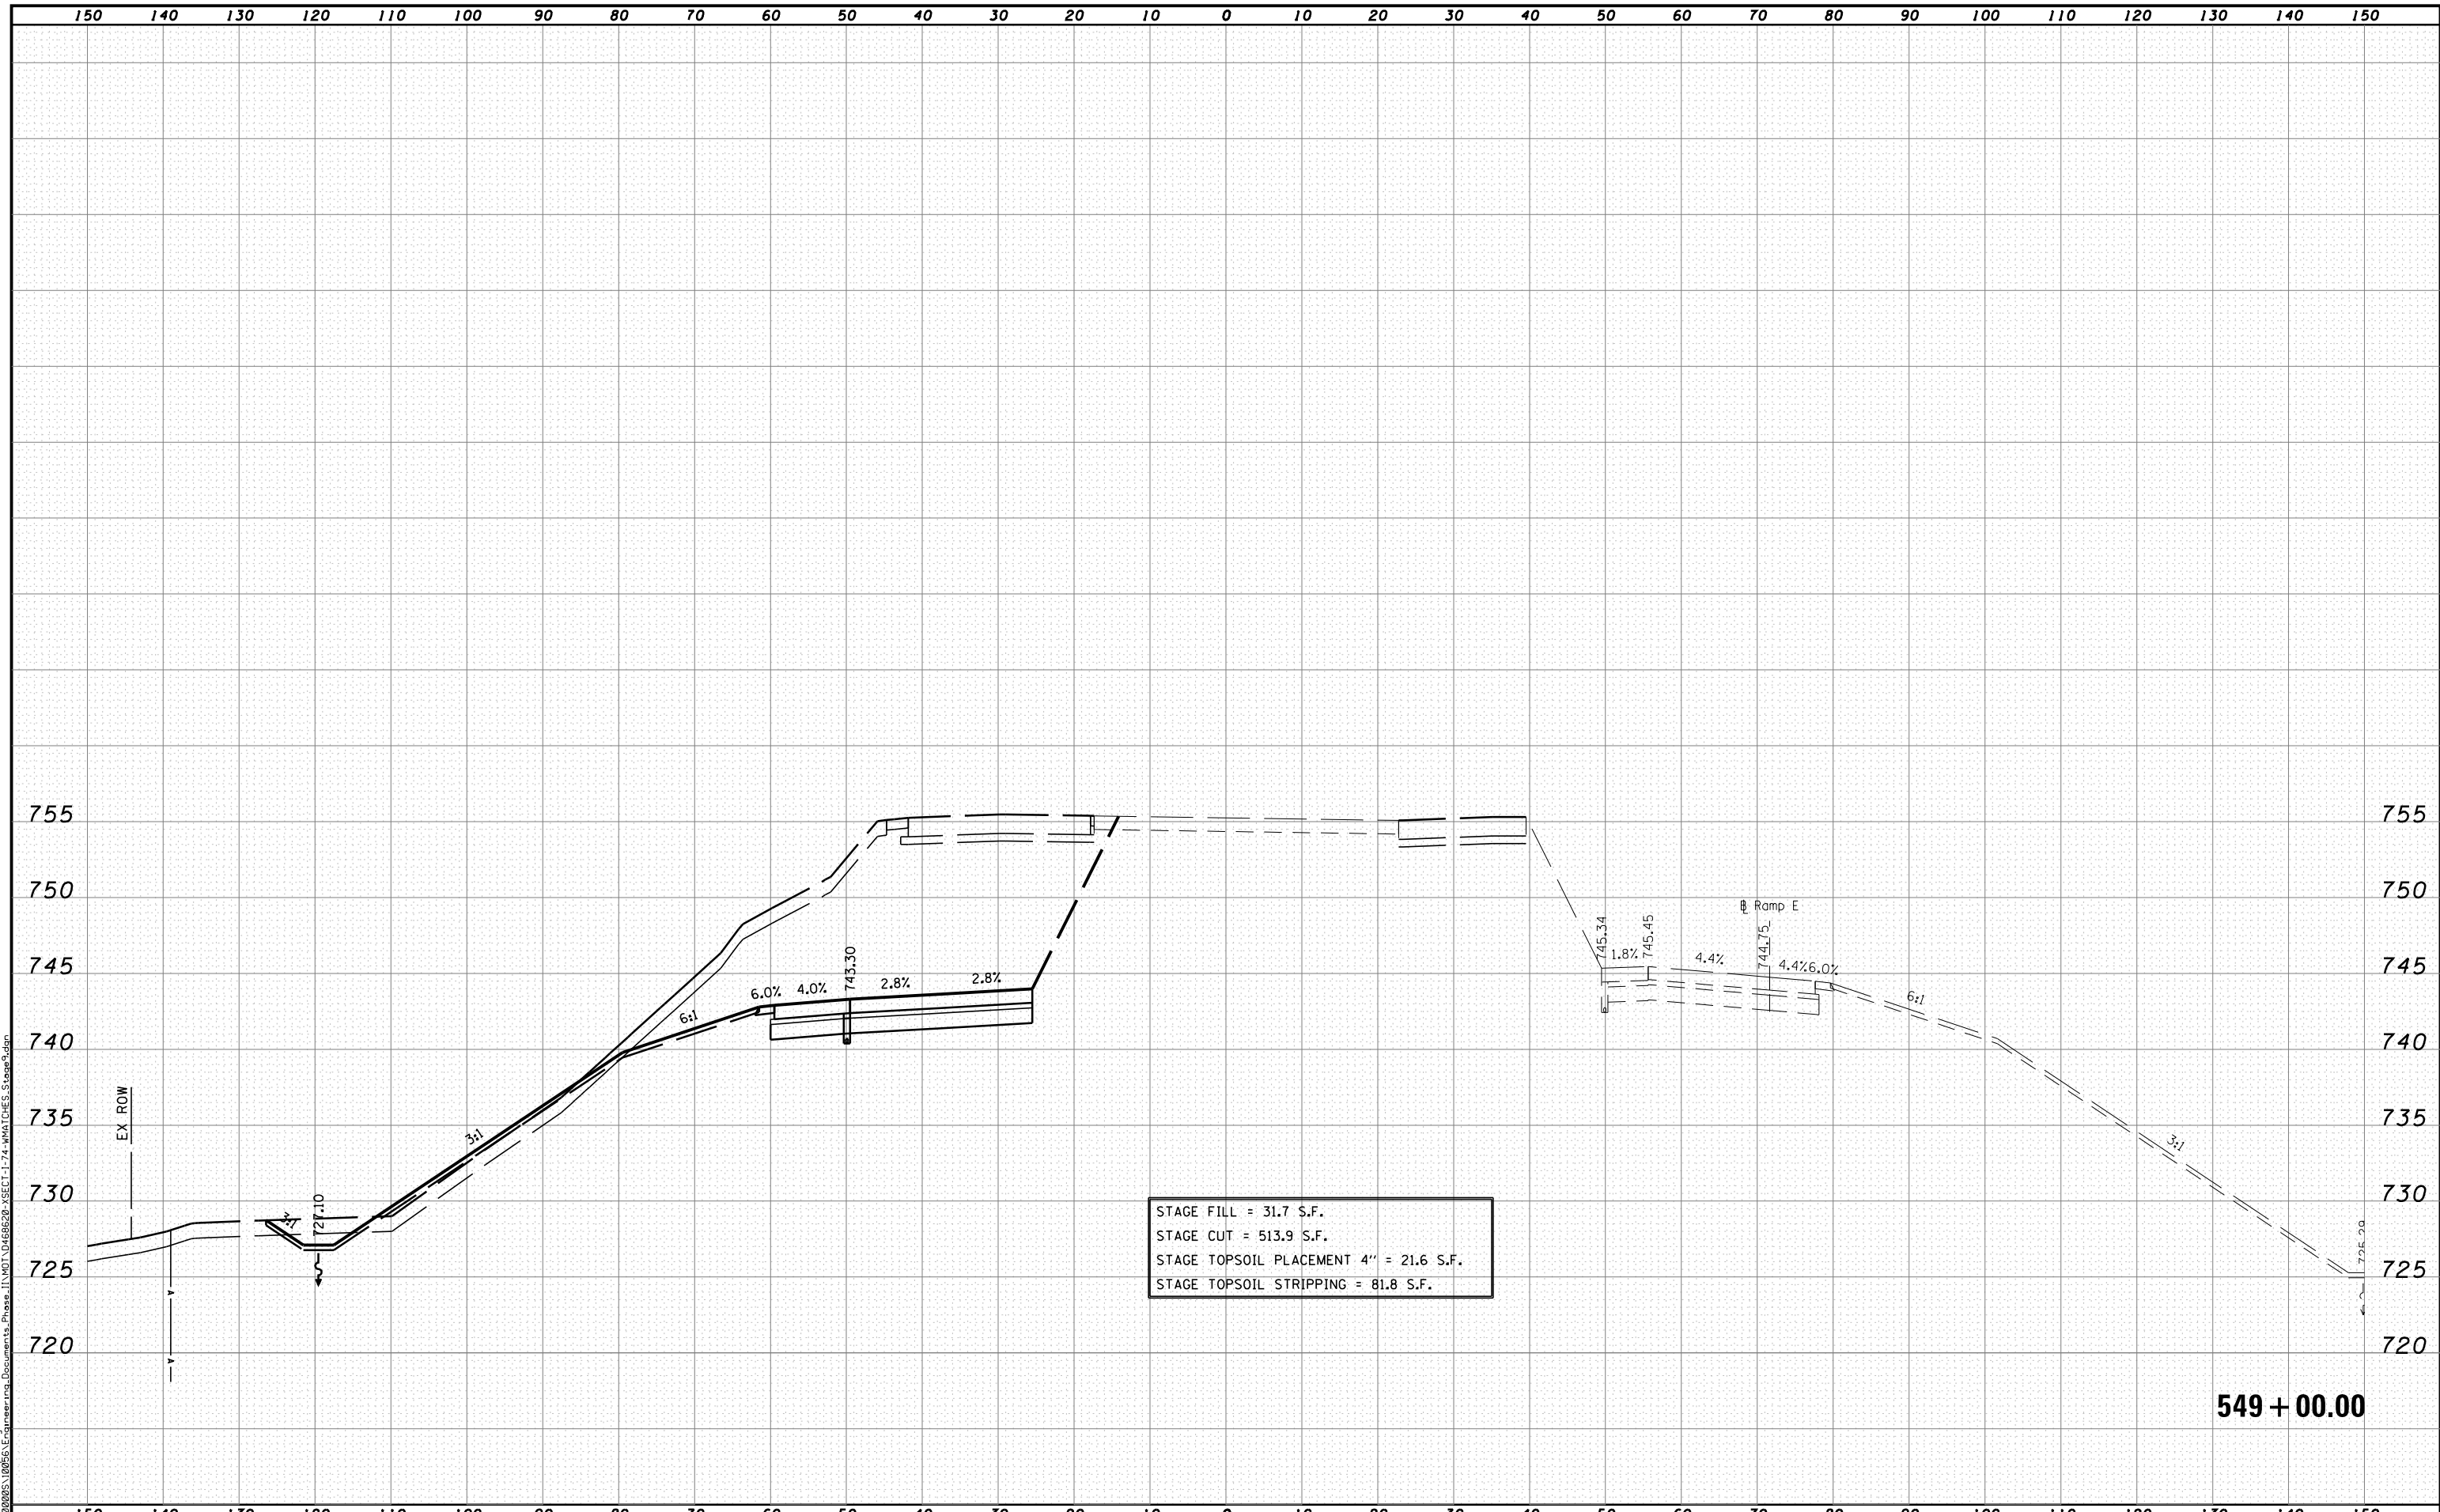 150 140 130 120 110 100 90 80 70 60 50 40 30 20 10 0 10 20 30 40 50 60 70 80 90 100 110 120 130 140 150
755 755
750 750
℄ Ramp E
745.34 745.45 744.75
1.8% 4.4% 4.4% 6.0%
745 745
743.30
6.0% 4.0% 2.8% 2.8%
6:1 6:1
740 740
EX ROW
735 735
3:1 3:1
730 730
3:1 727.10
STAGE FILL = 31.7 S.F.
STAGE CUT = 513.9 S.F.
STAGE TOPSOIL PLACEMENT 4'' = 21.6 S.F.
STAGE TOPSOIL STRIPPING = 81.8 S.F.
725 725
A
A
720 720
549+00.00